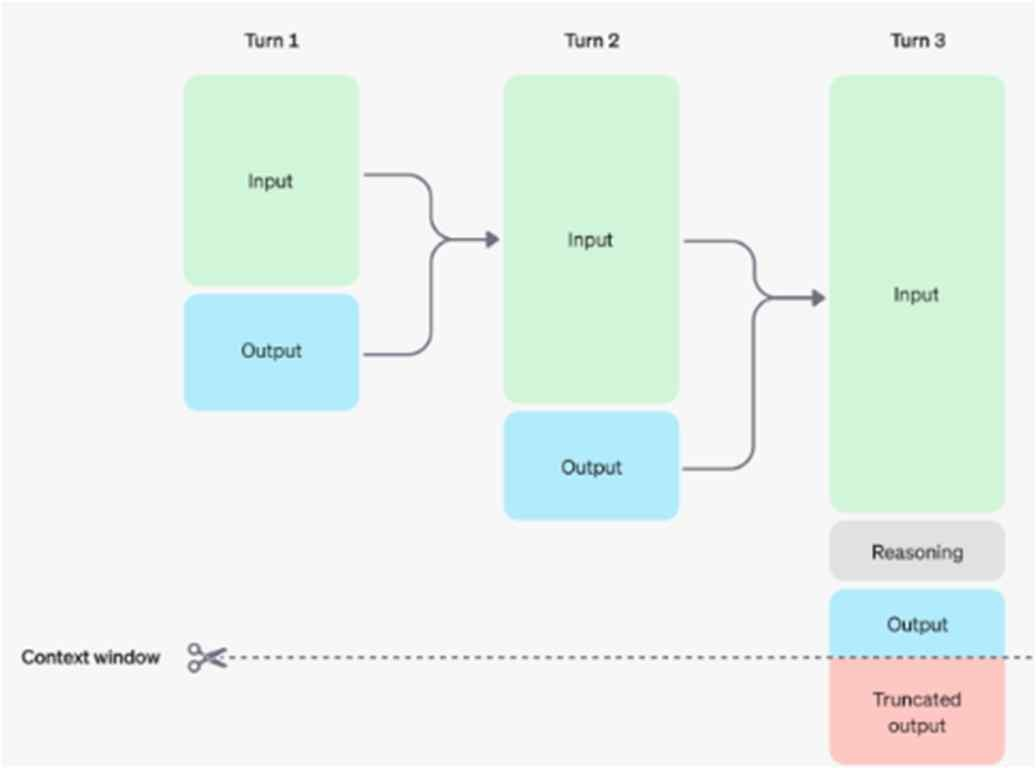 Turn 1
Turn 2
Turn 3
Input
Input
Input
Output
Output
Reasoning
Output
Context window
Truncated
output